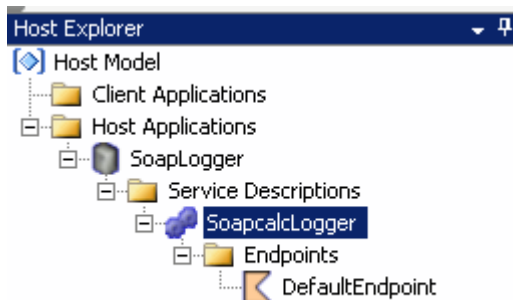 Host Explorer
Host Model
Client Applications
Host Applications
SoapLogger
Service Descriptions
SoapcalcLogger
Endpoints
DefaultEndpoint